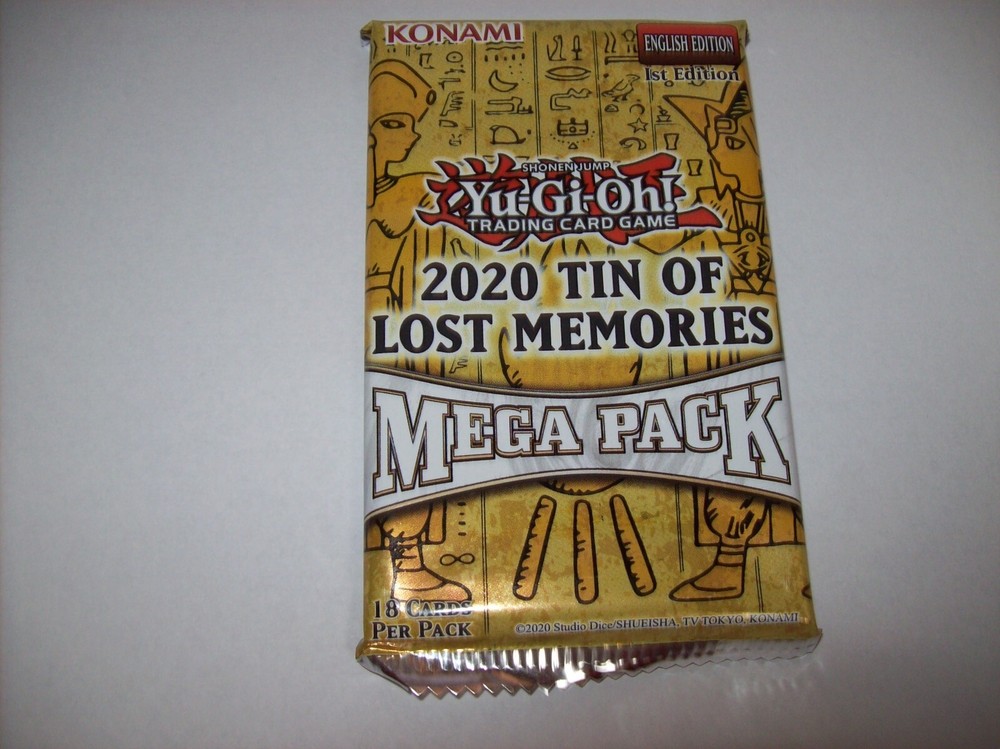 KONAMI
ENGLISH EDITION
1st Edition
SHONEN JUMP
Yu-Gi-Oh!
TRADING CARD GAME
2020 TIN OF
LOST MEMORIES
MEGA PACK
18 CARDS
PER PACK
©2020 Studio Dice/SHUEISHA, TV TOKYO, KONAMI